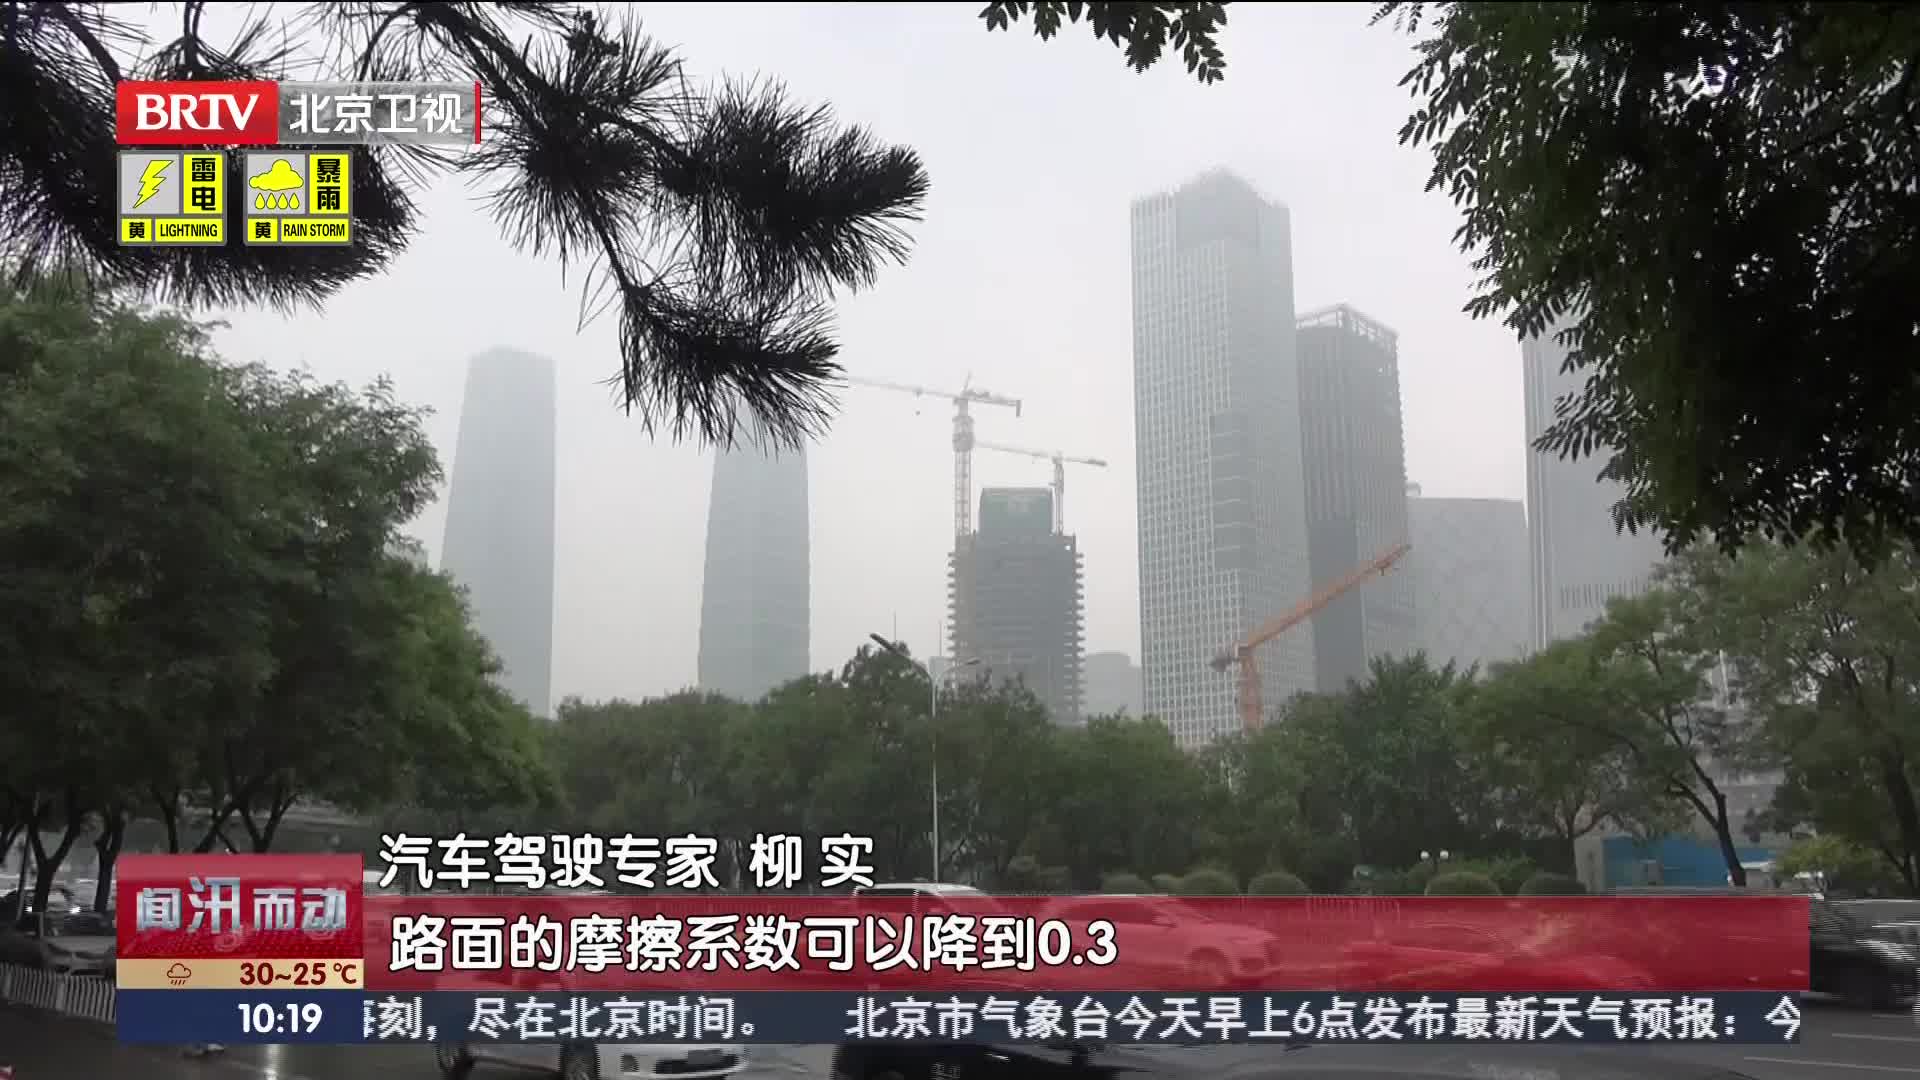 BRTV 北京卫视
雷电
黄 LIGHTNING
暴雨
黄 RAIN STORM
汽车驾驶专家 柳 实
闻汛而动
路面的摩擦系数可以降到0.3
30~25℃
10:19
刻，尽在北京时间。 北京市气象台今天早上6点发布最新天气预报：今